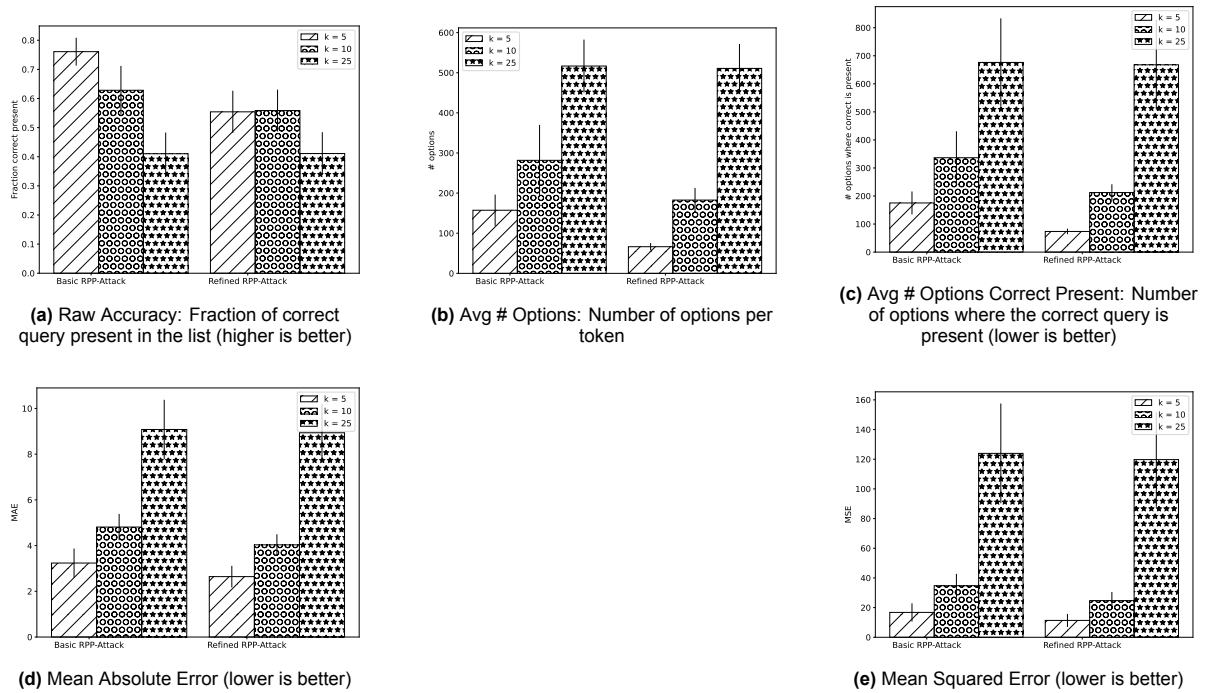 0.8
0.7
0.6
0.5
0.4
0.3
0.2
0.1
0.0
Fraction correct present
Basic RPP-Attack
Refined RPP-Attack
k = 5
k = 10
k = 25
(a) Raw Accuracy: Fraction of correct
query present in the list (higher is better)
600
500
400
300
200
100
0
# options
Basic RPP-Attack
Refined RPP-Attack
k = 5
k = 10
k = 25
(b) Avg # Options: Number of options per
token
800
700
600
500
400
300
200
100
0
# options where correct is present
Basic RPP-Attack
Refined RPP-Attack
k = 5
k = 10
k = 25
(c) Avg # Options Correct Present: Number
of options where the correct query is
present (lower is better)
10
8
6
4
2
0
MAE
Basic RPP-Attack
Refined RPP-Attack
k = 5
k = 10
k = 25
(d) Mean Absolute Error (lower is better)
160
140
120
100
80
60
40
20
0
MSE
Basic RPP-Attack
Refined RPP-Attack
k = 5
k = 10
k = 25
(e) Mean Squared Error (lower is better)